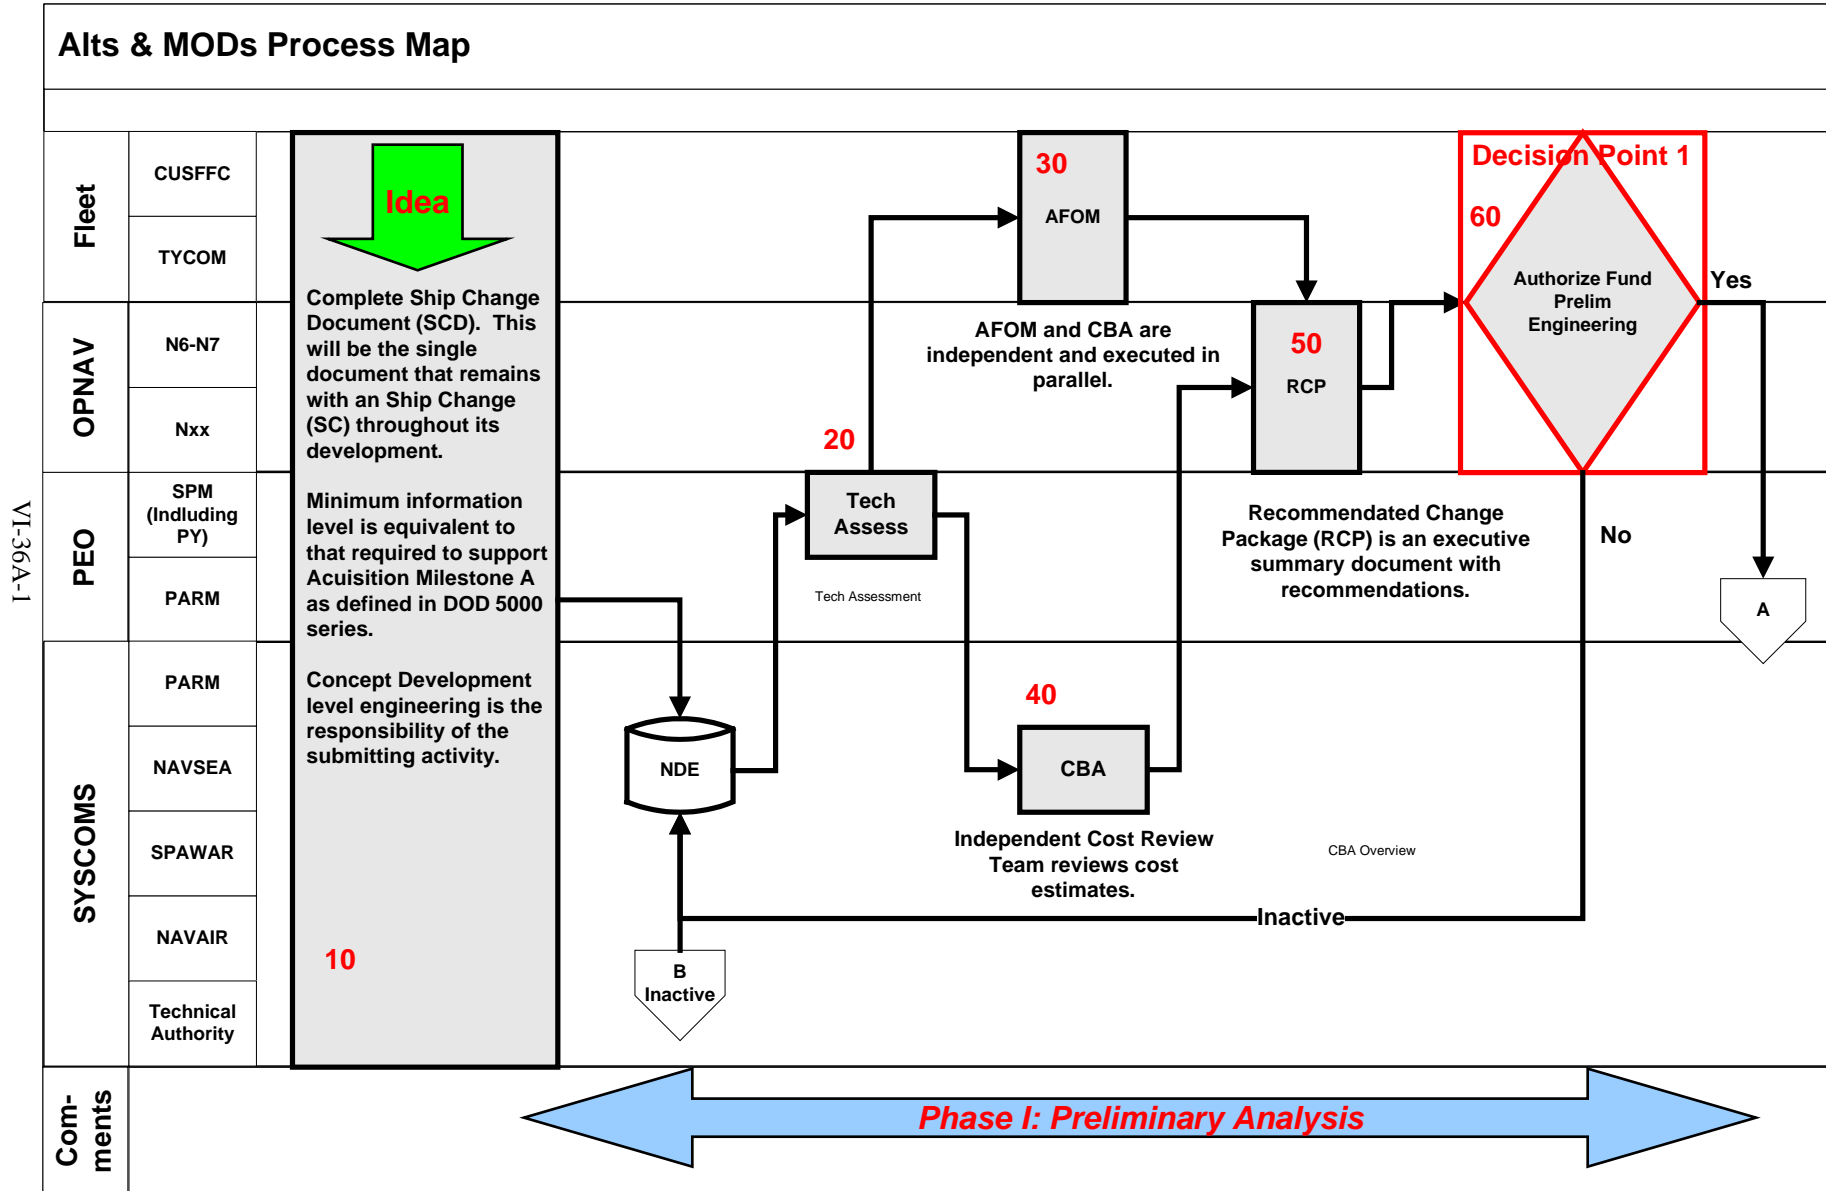 Alts & MODs Process Map
VI-36A-1
Fleet
CUSFFC
TYCOM
OPNAV
N6-N7
Nxx
PEO
SPM
(Indluding
PY)
PARM
SYSCOMS
PARM
NAVSEA
SPAWAR
NAVAIR
Technical
Authority
Com-
ments
Idea
Complete Ship Change
Document (SCD).  This
will be the single
document that remains
with an Ship Change
(SC) throughout its
development.
Minimum information
level is equivalent to
that required to support
Acuisition Milestone A
as defined in DOD 5000
series.
Concept Development
level engineering is the
responsibility of the
submitting activity.
10
NDE
B
Inactive
20
Tech
Assess
Tech Assessment
30
AFOM
AFOM and CBA are
independent and executed in
parallel.
40
CBA
Independent Cost Review
Team reviews cost
estimates.
CBA Overview
50
RCP
Recommendated Change
Package (RCP) is an executive
summary document with
recommendations.
Decision Point 1
60
Authorize Fund
Prelim
Engineering
Yes
No
A
Inactive
Phase I: Preliminary Analysis